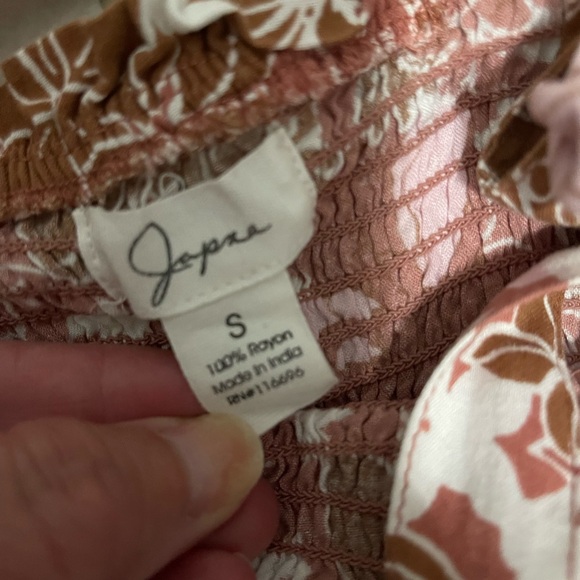 Japna
S
100% Rayon
Made in India
RN#116696